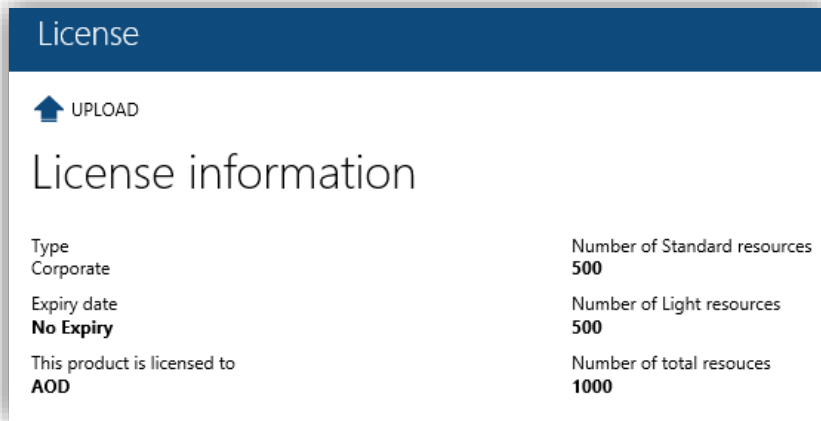 License
UPLOAD
License information
Type
Corporate
Expiry date
No Expiry
This product is licensed to
AOD
Number of Standard resources
500
Number of Light resources
500
Number of total resouces
1000